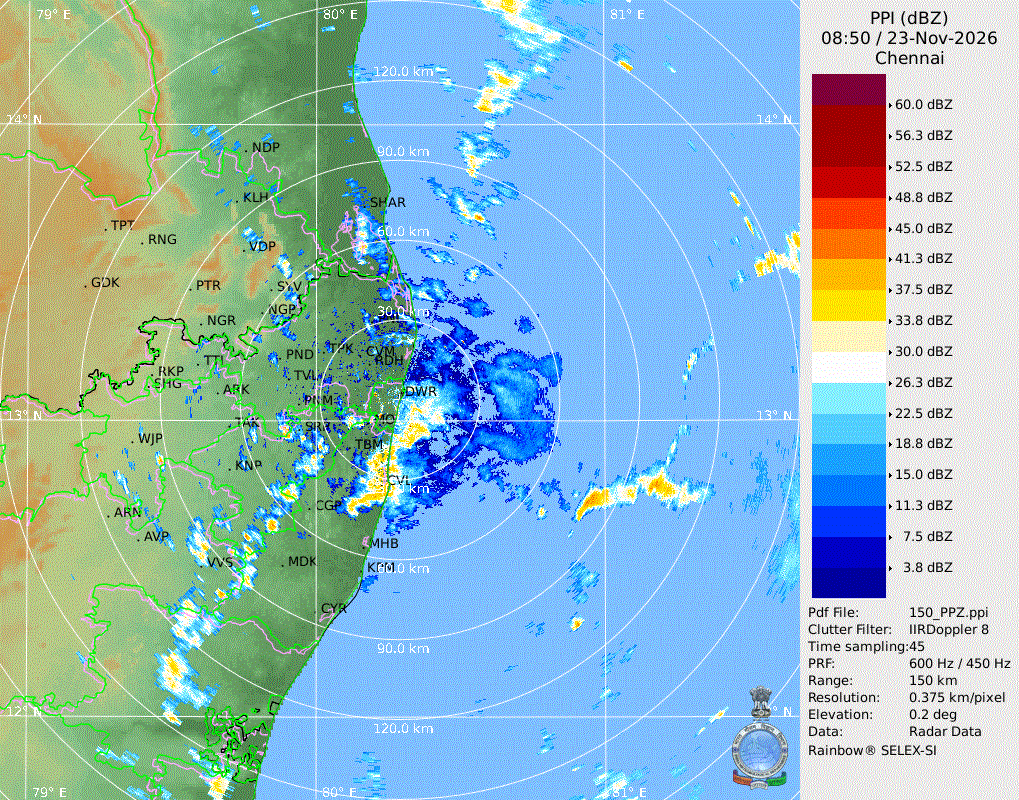 79° E
80° E
81° E
120.0 km
14° N
14° N
NDP
90.0 km
KLH
SHAR
TPT
60.0 km
RNG
VDP
GDK
PTR
SYV
NGP
30.0 km
NGR
PND
TPK
CVM
TTI
RKP
TVL
SHG
ARK
DWR
13° N
TBM
13° N
WJP
KNP
CVL
km
CGP
ARN
AVP
MHB
VVS
MDK
CYR
90.0 km
12° N
120.0 km
79° E
80° E
81° E
PPI (dBZ)
08:50 / 23-Nov-2026
Chennai
60.0 dBZ
56.3 dBZ
52.5 dBZ
48.8 dBZ
45.0 dBZ
41.3 dBZ
37.5 dBZ
33.8 dBZ
30.0 dBZ
26.3 dBZ
22.5 dBZ
18.8 dBZ
15.0 dBZ
11.3 dBZ
7.5 dBZ
3.8 dBZ
Pdf File: 150_PPZ.ppi
Clutter Filter: IIRDoppler 8
Time sampling:45
PRF: 600 Hz / 450 Hz
Range: 150 km
Resolution: 0.375 km/pixel
Elevation: 0.2 deg
Data: Radar Data
Rainbow® SELEX-SI